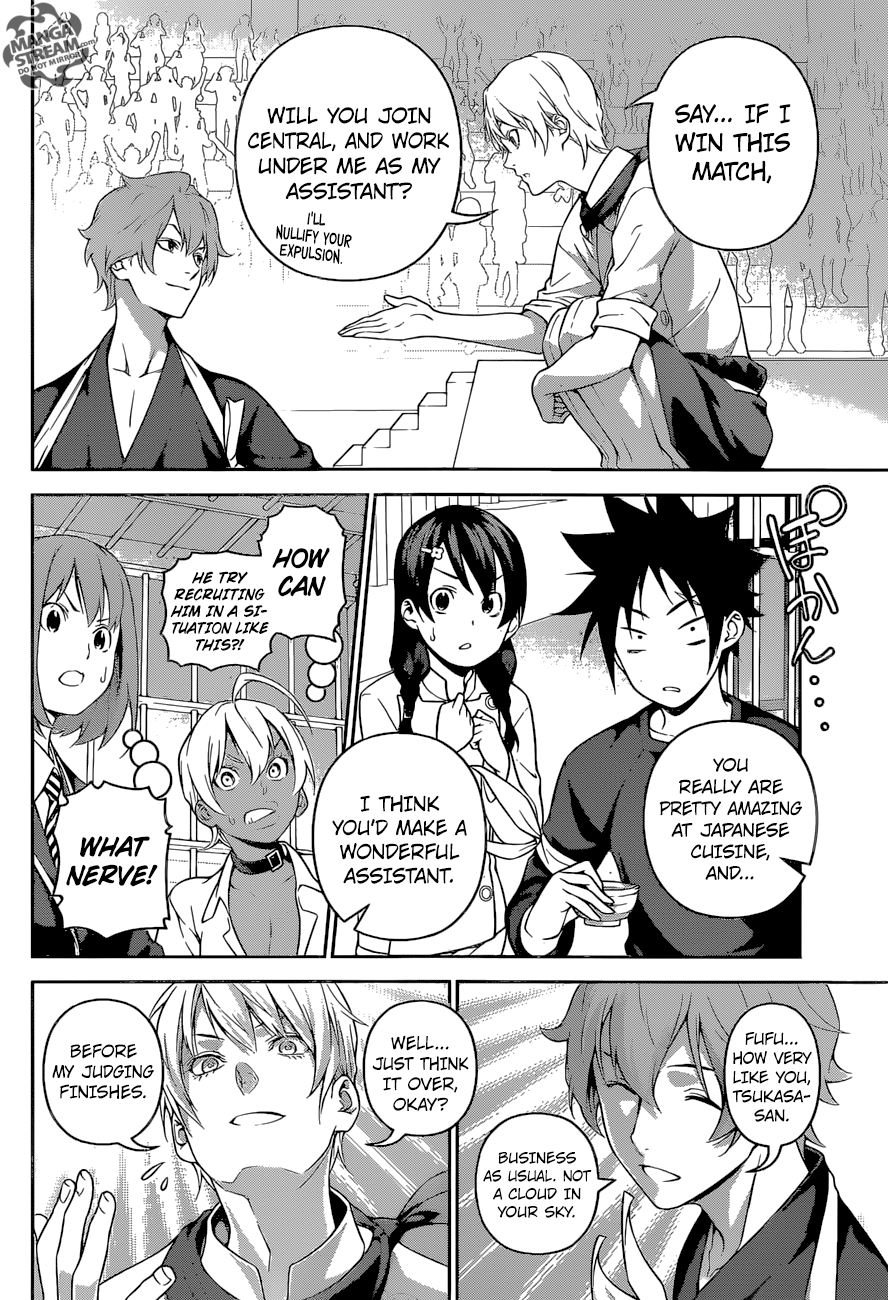 MANGA
STREAM.com
DO NOT MIRROR
SAY... IF I
WIN THIS
MATCH,
WILL YOU JOIN
CENTRAL, AND WORK
UNDER ME AS MY
ASSISTANT?
I'LL
NULLIFY YOUR
EXPULSION.
ぽかん...
YOU
REALLY ARE
PRETTY AMAZING
AT JAPANESE
CUISINE,
AND...
I THINK
YOU'D MAKE A
WONDERFUL
ASSISTANT.
HOW
CAN
HE TRY
RECRUITING
HIM IN A SI-
TUATION LIKE
THIS?!
WHAT
NERVE!
FUFU...
HOW VERY
LIKE YOU,
TSUKASA-
SAN.
BUSINESS
AS USUAL. NOT
A CLOUD IN
YOUR SKY.
WELL...
JUST THINK
IT OVER,
OKAY?
BEFORE
MY JUDGING
FINISHES.